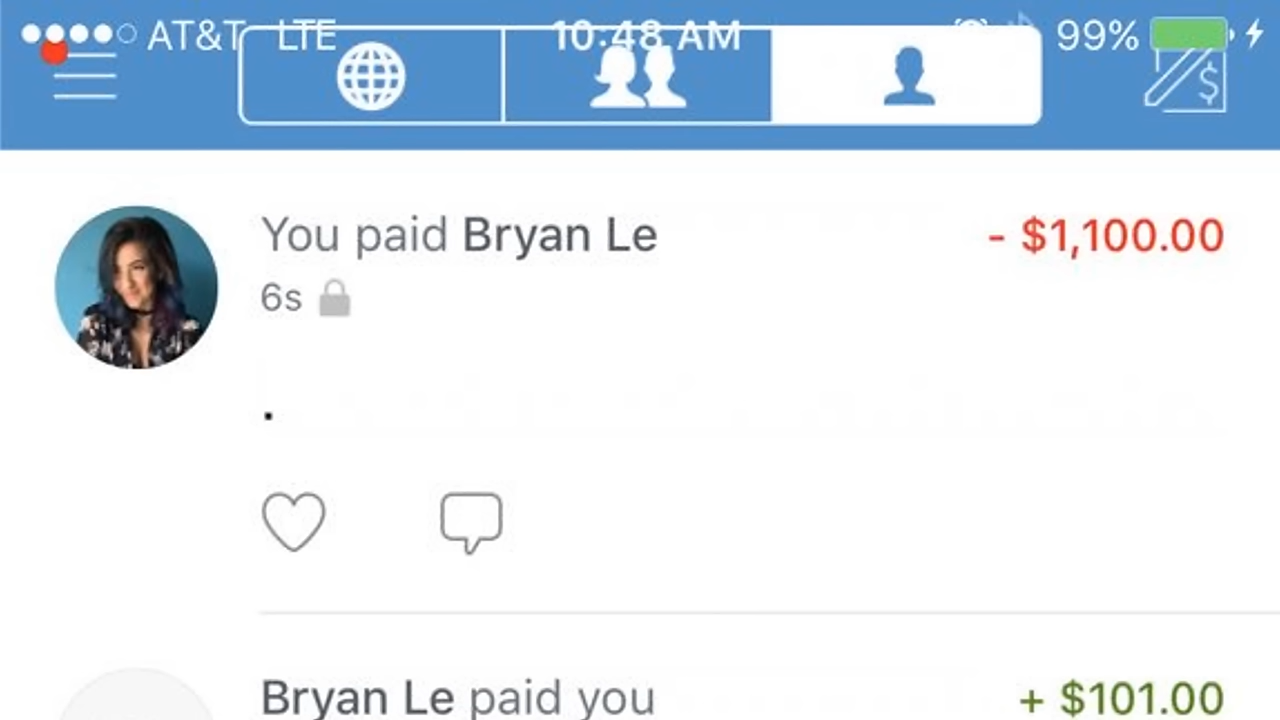 AT&T LTE 10:48 AM 99%
$
You paid Bryan Le - $1,100.00
6s
.
Bryan Le paid you + $101.00